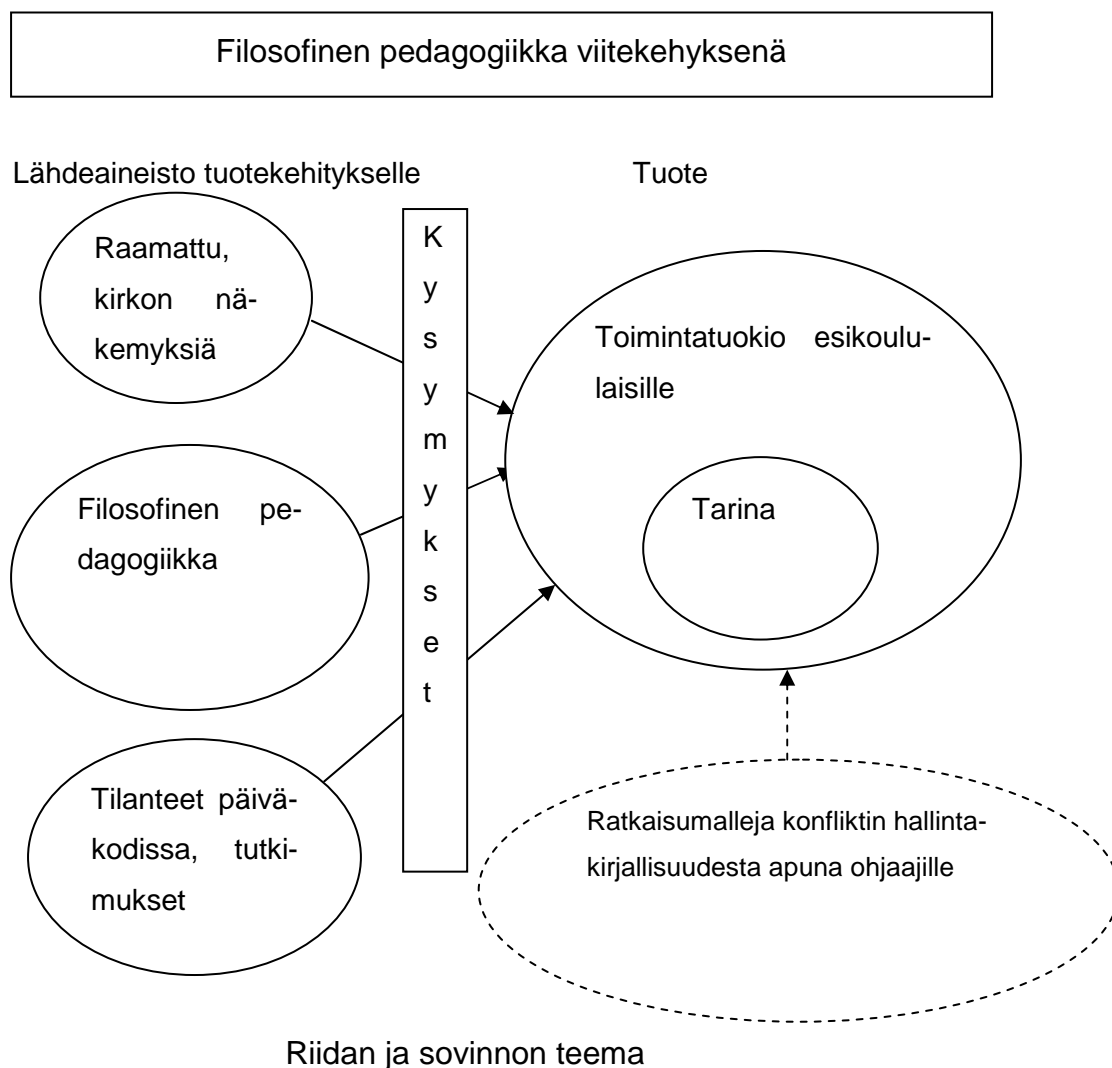 Filosofinen pedagogiikka viitekehyksenä
Lähdeaineisto tuotekehitykselle
Tuote
Raamattu,
kirkon nä-
kemyksiä
Filosofinen pe-
dagogiikka
Tilanteet päivä-
kodissa, tutki-
mukset
K
y
s
y
m
y
k
s
e
t
Toimintatuokio esikoulu-
laisille
Tarina
Ratkaisumalleja konfliktin hallinta-
kirjallisuudesta apuna ohjaajille
Riidan ja sovinnon teema